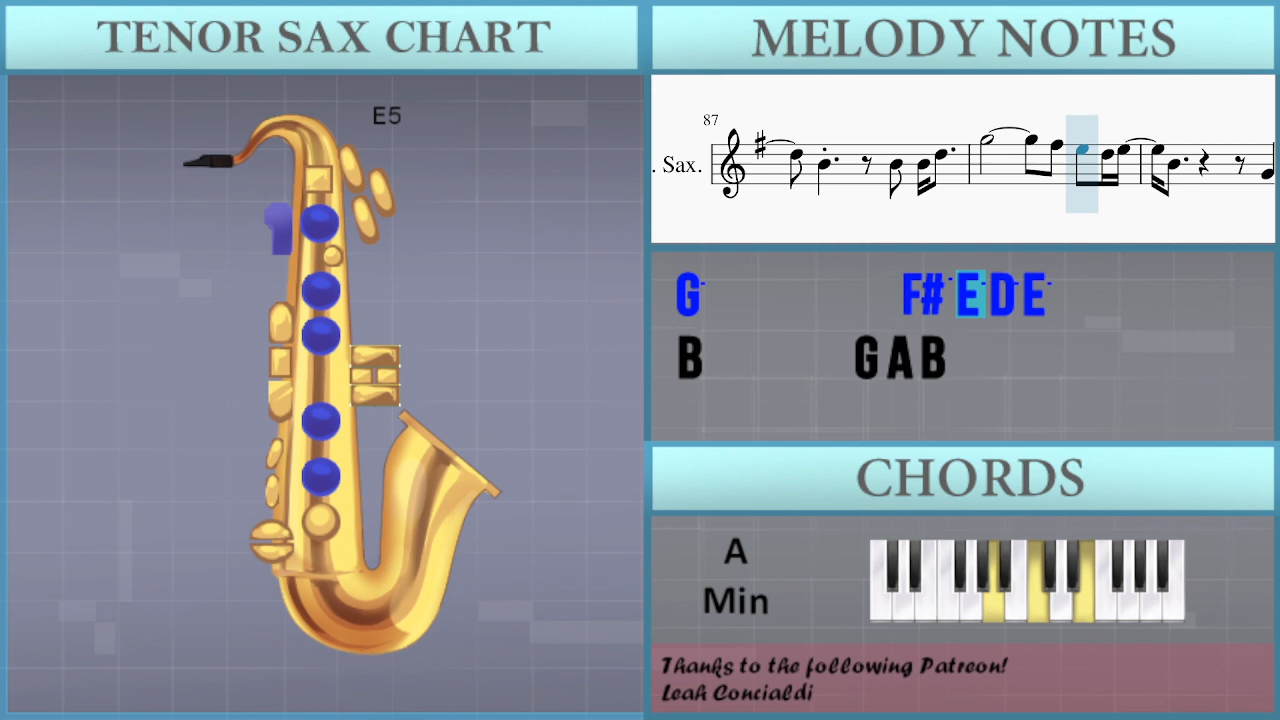 TENOR SAX CHART
E5
MELODY NOTES
87
. Sax.
G F# E D E
B G A B
CHORDS
A
Min
Thanks to the following Patreon!
Leah Concialdi